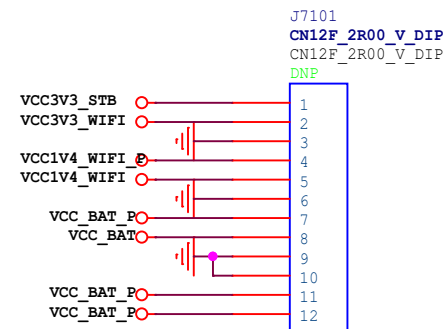 J7101
CN12F_2R00_V_DIP
CN12F_2R00_V_DIP
DNP
VCC3V3_STB 1
VCC3V3_WIFI 2
3
VCC1V4_WIFI_P 4
VCC1V4_WIFI 5
6
VCC_BAT_P 7
VCC_BAT 8
9
10
VCC_BAT_P 11
VCC_BAT_P 12